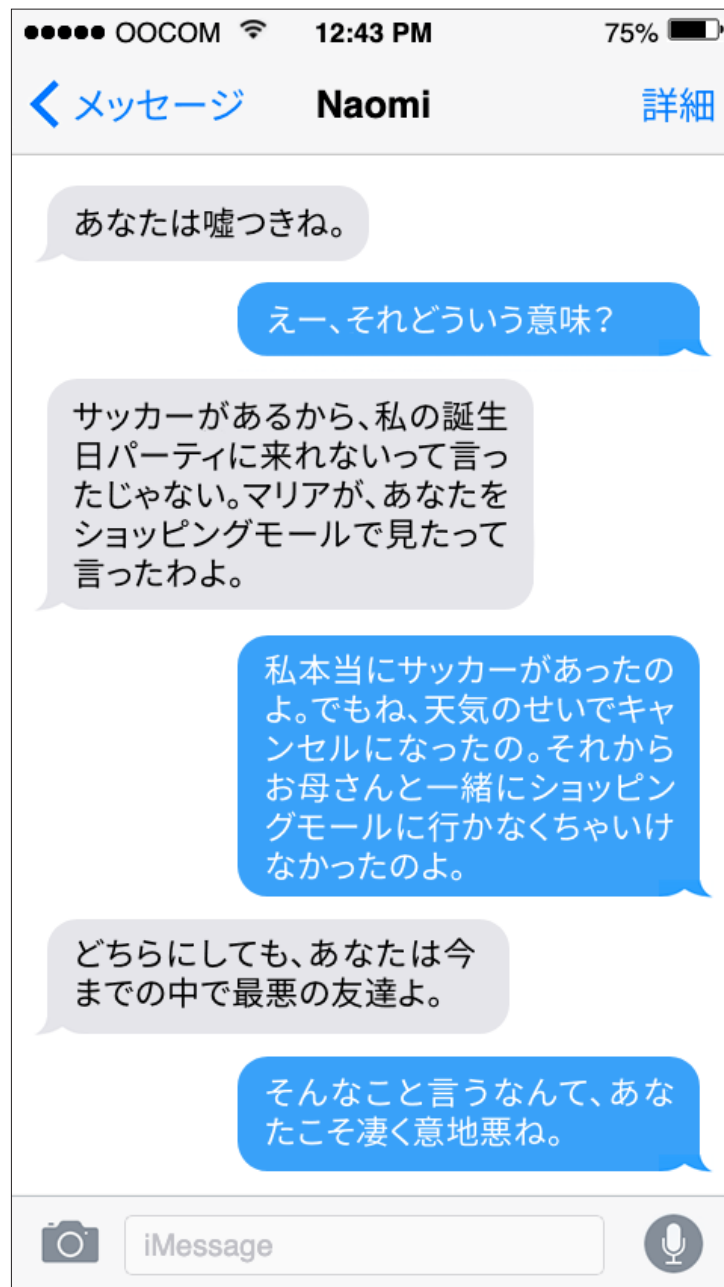 OOCOM 12:43 PM 75%
メッセージ Naomi 詳細
あなたは嘘つきね。
えー、それどういう意味？
サッカーがあるから、私の誕生
日パーティに来れないって言っ
たじゃない。マリアが、あなたを
ショッピングモールで見たって
言ったわよ。
私本当にサッカーがあったの
よ。でもね、天気のせいでキャ
ンセルになったの。それから
お母さんと一緒にショッピン
グモールに行かなくちゃいけ
なかったのよ。
どちらにしても、あなたは今
までの中で最悪の友達よ。
そんなこと言うなんて、あな
たこそ凄く意地悪ね。
iMessage